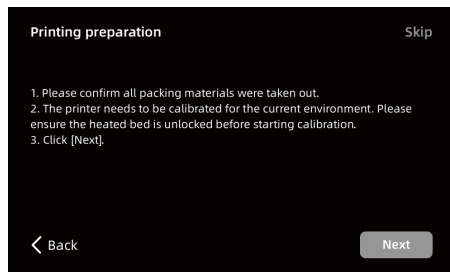 Printing preparation
Skip
1. Please confirm all packing materials were taken out.
2. The printer needs to be calibrated for the current environment. Please
ensure the heated bed is unlocked before starting calibration.
3. Click [Next].
Back
Next